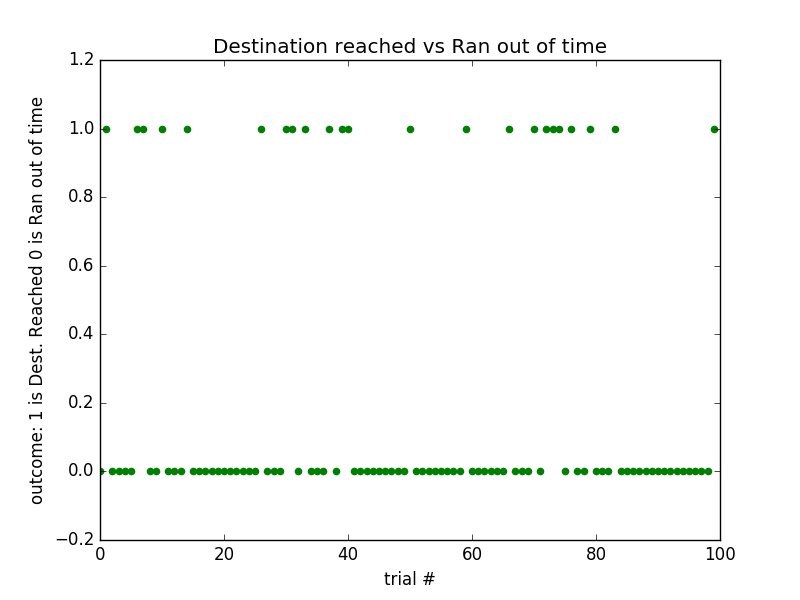 Destination reached vs Ran out of time
1.2
1.0
0.8
0.6
0.4
0.2
0.0
−0.2
outcome: 1 is Dest. Reached 0 is Ran out of time
0 20 40 60 80 100
trial #